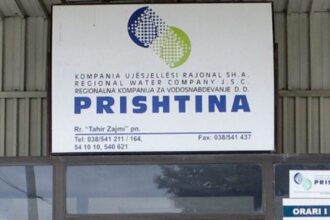 KOMPANIA UJËSJELLËSI RAJONAL SH.A.
REGIONAL WATER COMPANY J.S.C.
REGIONALNA KOMPANIJA ZA VODOSNABDEVANJE D.D.
PRISHTINA
Rr. "Tahir Zajmi" pn.
Tel: 038/541 211 / 164, Fax: 038/541 437
54 10 10, 540 621
PRISHTINA
ORARI I